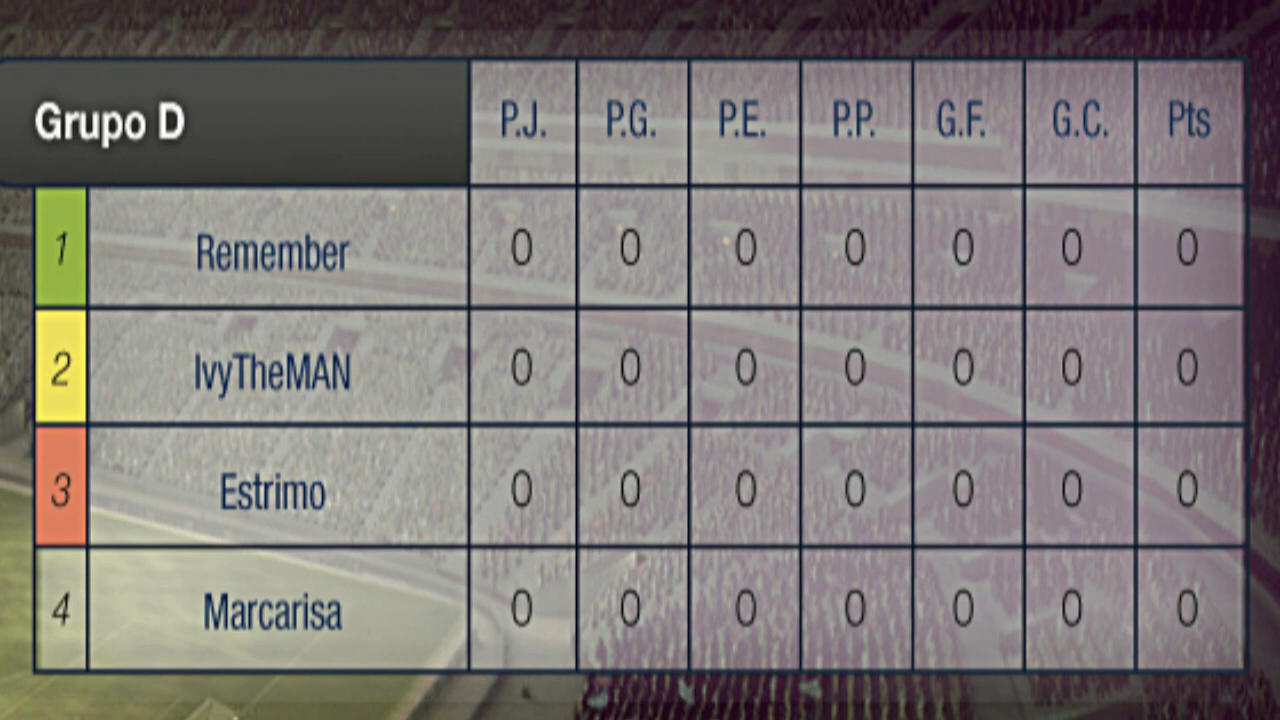 Grupo D P.J. P.G. P.E. P.P. G.F. G.C. Pts
1 Remember 0 0 0 0 0 0 0
2 IvyTheMAN 0 0 0 0 0 0 0
3 Estrimo 0 0 0 0 0 0 0
4 Marcarisa 0 0 0 0 0 0 0